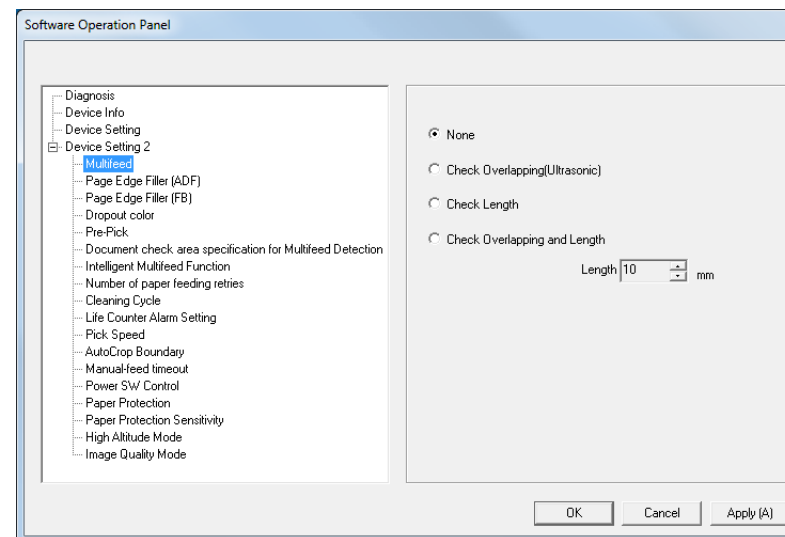 Software Operation Panel
Diagnosis
Device Info
Device Setting
Device Setting 2
Multifeed
Page Edge Filler (ADF)
Page Edge Filler (FB)
Dropout color
Pre-Pick
Document check area specification for Multifeed Detection
Intelligent Multifeed Function
Number of paper feeding retries
Cleaning Cycle
Life Counter Alarm Setting
Pick Speed
AutoCrop Boundary
Manual-feed timeout
Power SW Control
Paper Protection
Paper Protection Sensitivity
High Altitude Mode
Image Quality Mode
None
Check Overlapping(Ultrasonic)
Check Length
Check Overlapping and Length
Length 10 mm
OK Cancel Apply (A)